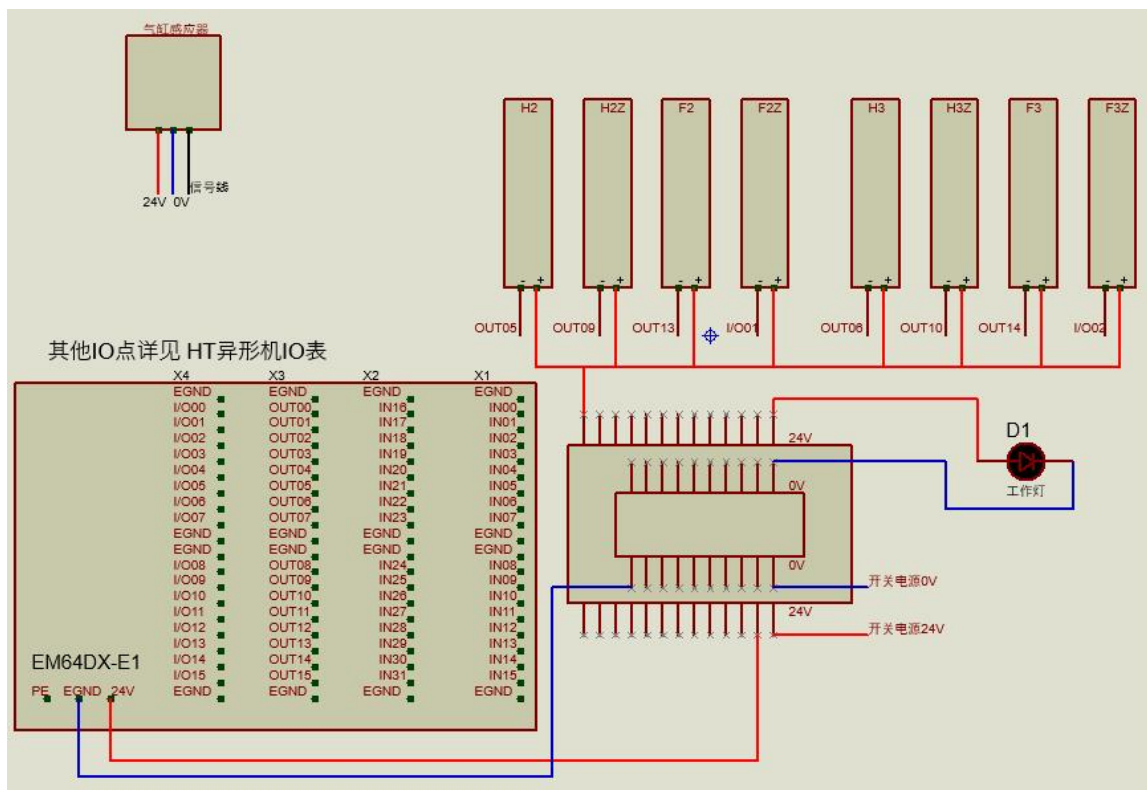 气缸感应器
24V 0V 信号线
H2 H2Z F2 F2Z H3 H3Z F3 F3Z
- + - + - + - + - + - + - + - +
OUT05 OUT09 OUT13 I/O01 OUT06 OUT10 OUT14 I/O02
其他IO点详见 HT异形机IO表
X4 X3 X2 X1
EGND EGND EGND EGND
I/O00 OUT00 IN16 IN00
I/O01 OUT01 IN17 IN01
I/O02 OUT02 IN18 IN02
I/O03 OUT03 IN19 IN03
I/O04 OUT04 IN20 IN04
I/O05 OUT05 IN21 IN05
I/O06 OUT06 IN22 IN06
I/O07 OUT07 IN23 IN07
EGND EGND EGND EGND
EGND EGND EGND EGND
I/O08 OUT08 IN24 IN08
I/O09 OUT09 IN25 IN09
I/O10 OUT10 IN26 IN10
I/O11 OUT11 IN27 IN11
I/O12 OUT12 IN28 IN12
I/O13 OUT13 IN29 IN13
I/O14 OUT14 IN30 IN14
I/O15 OUT15 IN31 IN15
EGND EGND EGND EGND
EM64DX-E1
PE EGND 24V
24V
0V
0V
24V
D1
工作灯
开关电源0V
开关电源24V